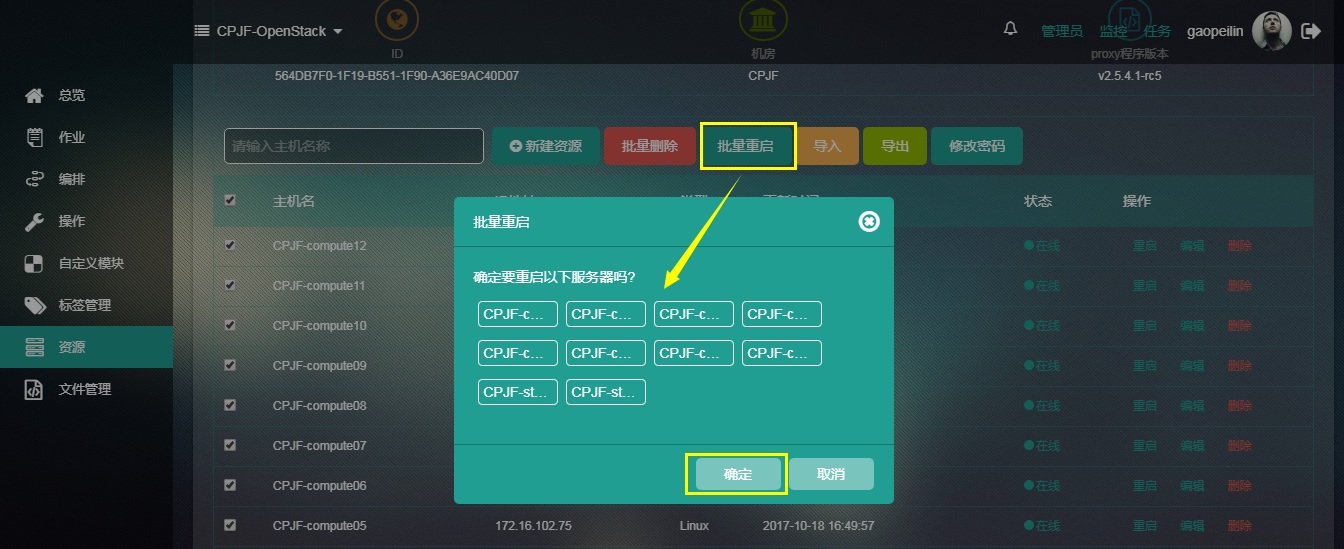 CPJF-OpenStack
管理员 监控 任务 gaopeilin
ID 机房 proxy程序版本
564DB7F0-1F19-B551-1F90-A36E9AC40D07 CPJF v2.5.4.1-rc5
总览
作业
编排
操作
自定义模块
标签管理
资源
文件管理
请输入主机名称 新建资源 批量删除 批量重启 导入 导出 修改密码
主机名 更新时间 状态 操作
CPJF-compute12 在线 重启 编辑 删除
CPJF-compute11 在线 重启 编辑 删除
CPJF-compute10 在线 重启 编辑 删除
CPJF-compute09 在线 重启 编辑 删除
CPJF-compute08 在线 重启 编辑 删除
CPJF-compute07 在线 重启 编辑 删除
CPJF-compute06 在线 重启 编辑 删除
CPJF-compute05 172.16.102.75 Linux 2017-10-18 16:49:57 在线 重启 编辑 删除
批量重启
确定要重启以下服务器吗?
CPJF-c... CPJF-c... CPJF-c... CPJF-c...
CPJF-c... CPJF-c... CPJF-c... CPJF-c...
CPJF-st... CPJF-st...
确定 取消